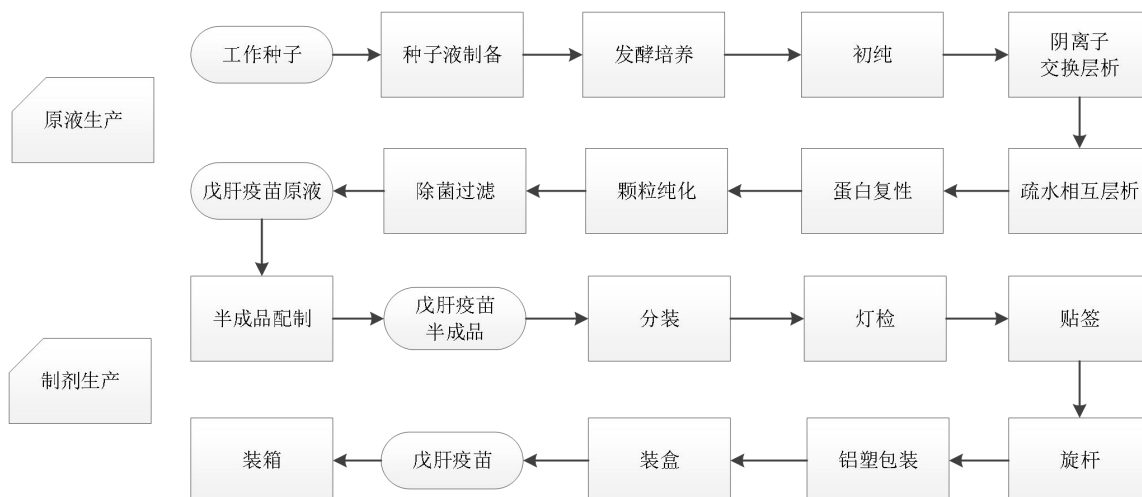 工作种子
种子液制备
发酵培养
初纯
阴离子
交换层析
原液生产
戊肝疫苗原液
除菌过滤
颗粒纯化
蛋白复性
疏水相互层析
半成品配制
戊肝疫苗
半成品
分装
灯检
贴签
制剂生产
装箱
戊肝疫苗
装盒
铝塑包装
旋杆